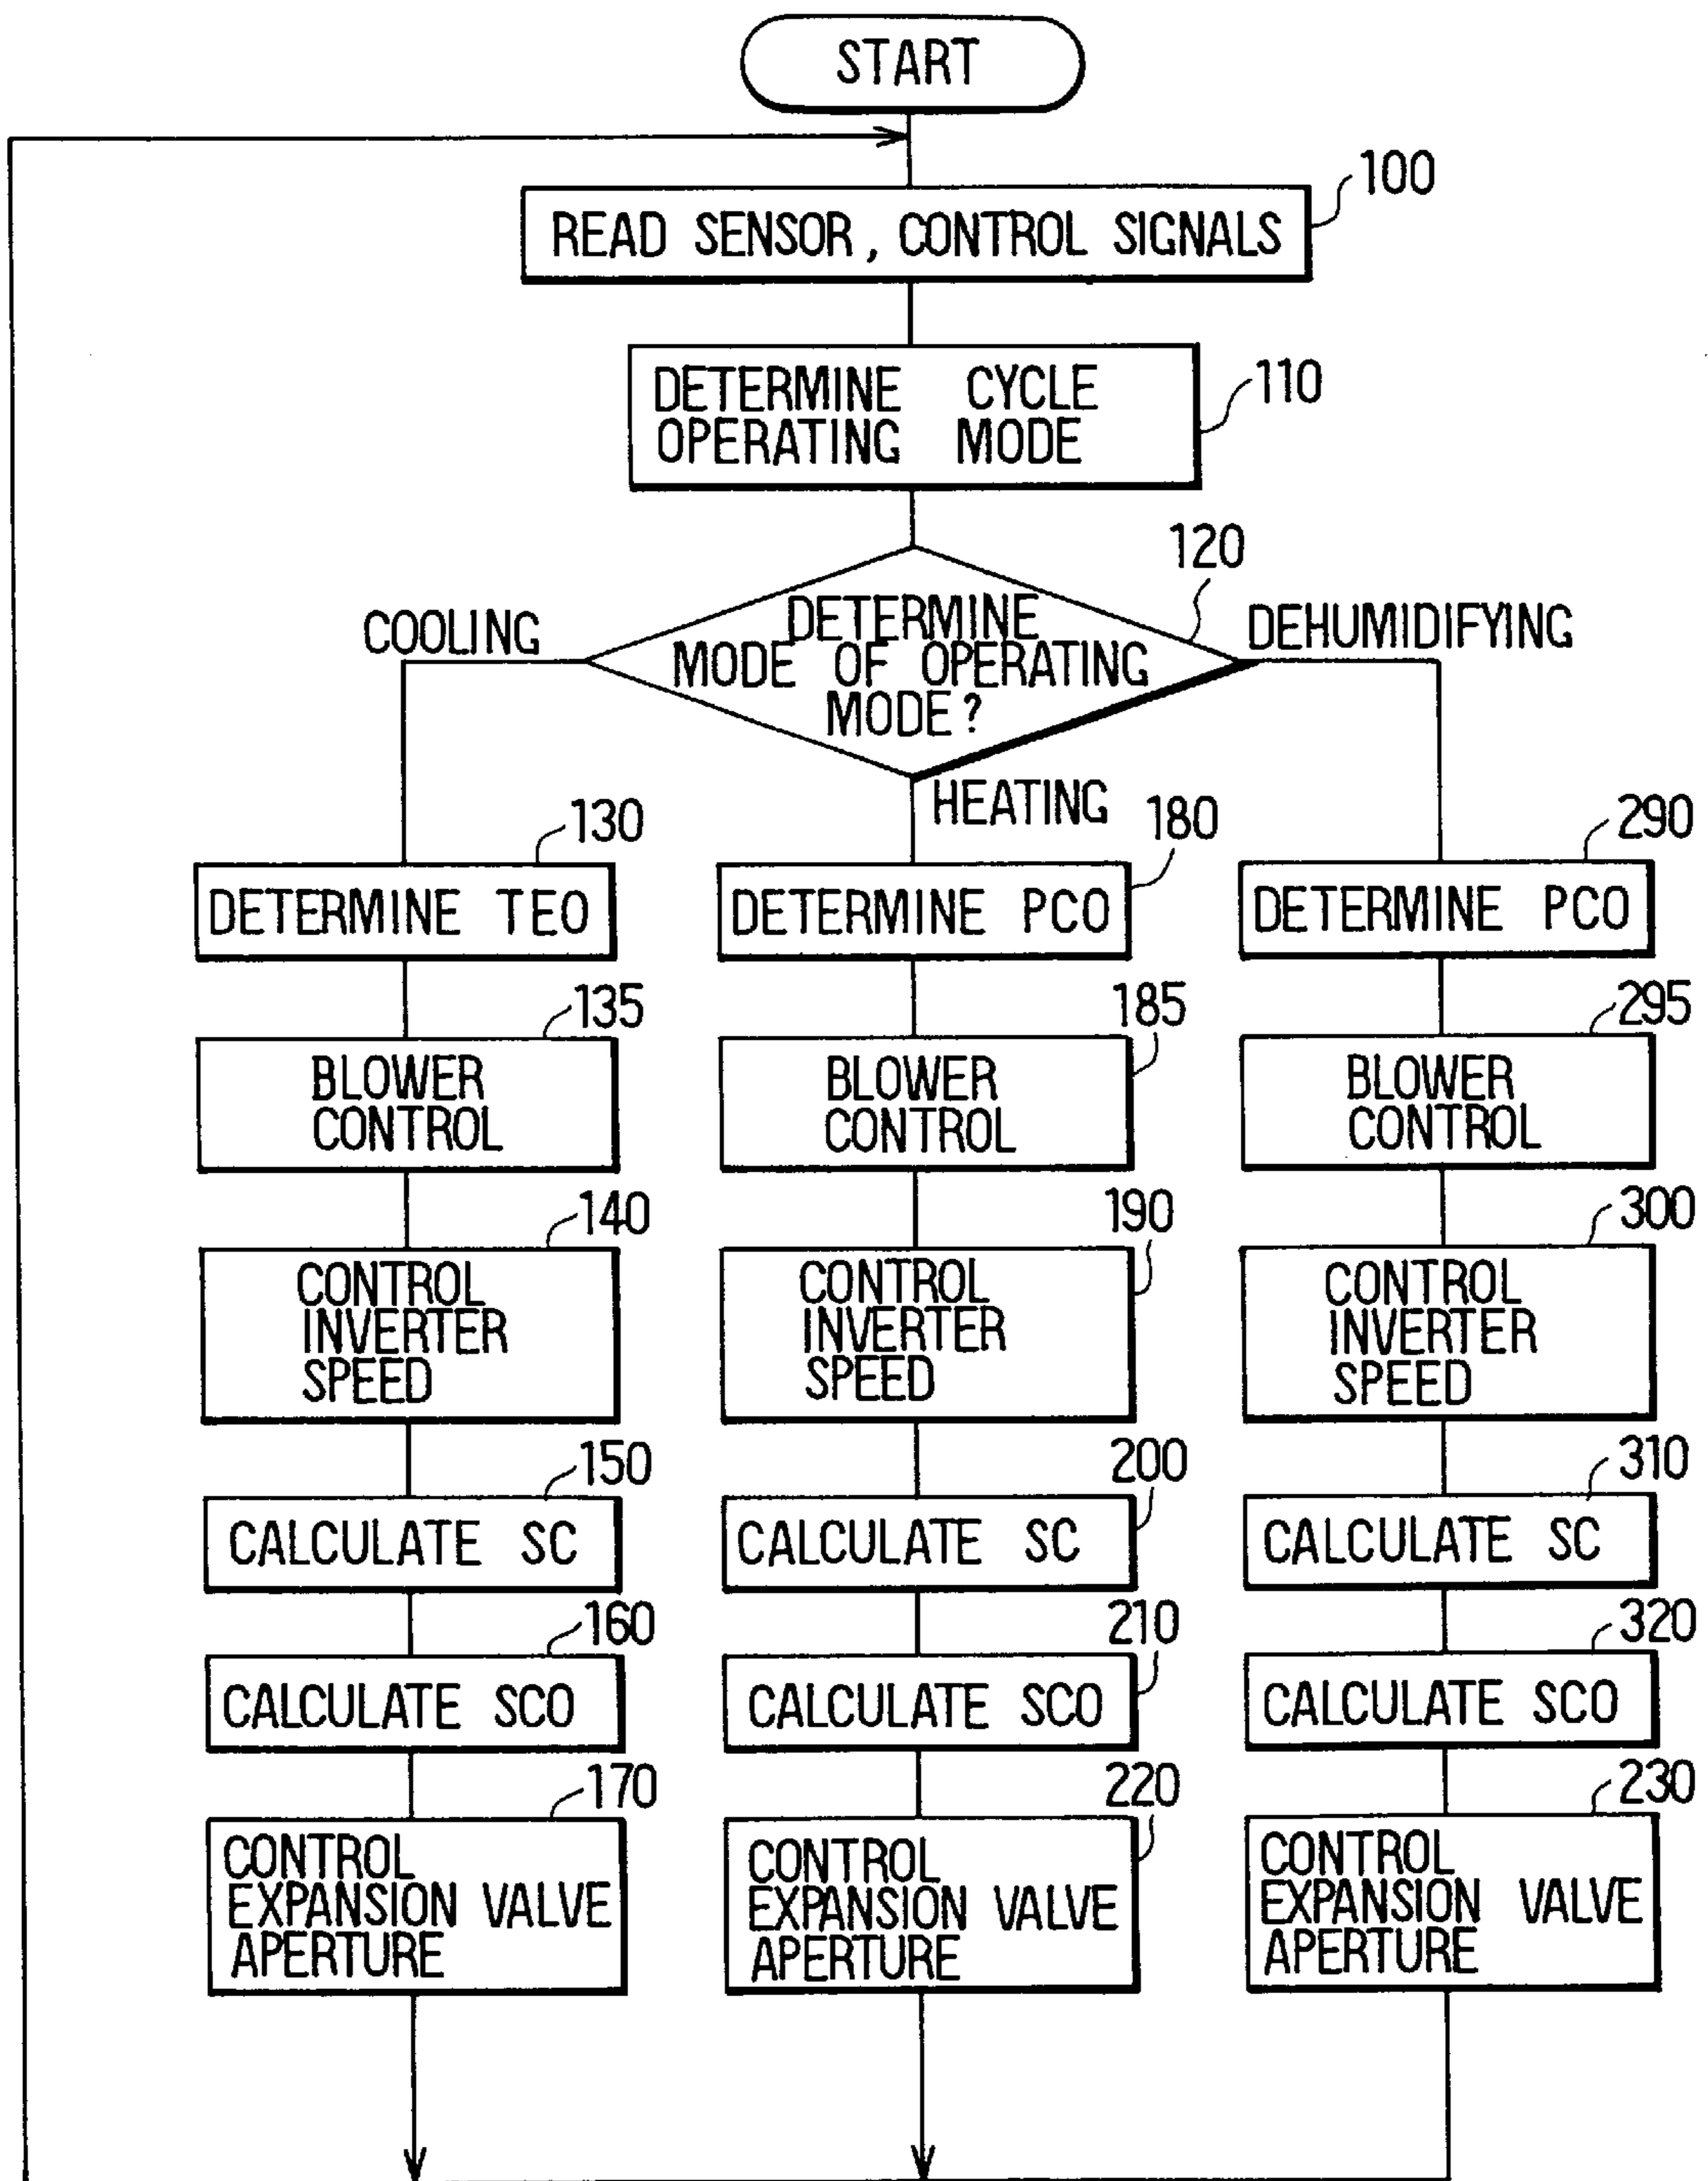 START
100
READ SENSOR, CONTROL SIGNALS
110
DETERMINE CYCLE
OPERATING MODE
120
COOLING
DEHUMIDIFYING
DETERMINE
MODE OF OPERATING
MODE?
HEATING
130
DETERMINE TEO
135
BLOWER
CONTROL
140
CONTROL
INVERTER
SPEED
150
CALCULATE SC
160
CALCULATE SCO
170
CONTROL
EXPANSION VALVE
APERTURE
180
DETERMINE PCO
185
BLOWER
CONTROL
190
CONTROL
INVERTER
SPEED
200
CALCULATE SC
210
CALCULATE SCO
220
CONTROL
EXPANSION VALVE
APERTURE
290
DETERMINE PCO
295
BLOWER
CONTROL
300
CONTROL
INVERTER
SPEED
310
CALCULATE SC
320
CALCULATE SCO
230
CONTROL
EXPANSION VALVE
APERTURE